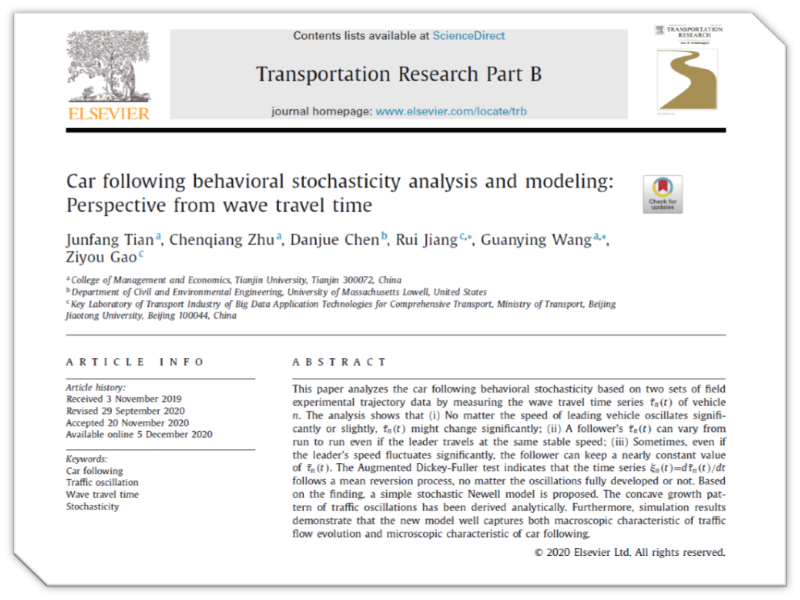 Contents lists available at ScienceDirect
Transportation Research Part B
journal homepage: www.elsevier.com/locate/trb
ELSEVIER
TRANSPORTATION
RESEARCH
Car following behavioral stochasticity analysis and modeling:
Perspective from wave travel time
Check for
updates
Junfang Tian a, Chenqiang Zhu a, Danjue Chen b, Rui Jiang c,*, Guanying Wang a,*,
Ziyou Gao c
a College of Management and Economics, Tianjin University, Tianjin 300072, China
b Department of Civil and Environmental Engineering, University of Massachusetts Lowell, United States
c Key Laboratory of Transport Industry of Big Data Application Technologies for Comprehensive Transport, Ministry of Transport, Beijing
Jiaotong University, Beijing 100044, China
ARTICLE INFO
Article history:
Received 3 November 2019
Revised 29 September 2020
Accepted 20 November 2020
Available online 5 December 2020
Keywords:
Car following
Traffic oscillation
Wave travel time
Stochasticity
ABSTRACT
This paper analyzes the car following behavioral stochasticity based on two sets of field
experimental trajectory data by measuring the wave travel time series τ̃n(t) of vehicle
n. The analysis shows that (i) No matter the speed of leading vehicle oscillates signifi-
cantly or slightly, τ̃n(t) might change significantly; (ii) A follower's τ̃n(t) can vary from
run to run even if the leader travels at the same stable speed; (iii) Sometimes, even if
the leader's speed fluctuates significantly, the follower can keep a nearly constant value
of τ̃n(t). The Augmented Dickey-Fuller test indicates that the time series ξn(t)=dτ̃n(t)/dt
follows a mean reversion process, no matter the oscillations fully developed or not. Based
on the finding, a simple stochastic Newell model is proposed. The concave growth pat-
tern of traffic oscillations has been derived analytically. Furthermore, simulation results
demonstrate that the new model well captures both macroscopic characteristic of traffic
flow evolution and microscopic characteristic of car following.
© 2020 Elsevier Ltd. All rights reserved.